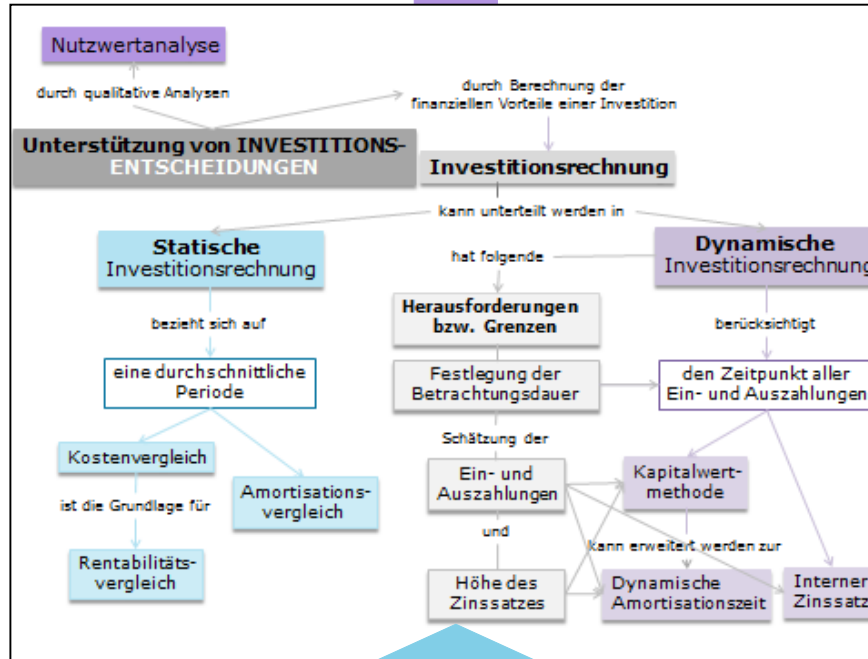 Nutzwertanalyse
durch qualitative Analysen
durch Berechnung der
finanziellen Vorteile einer Investition
Unterstützung von INVESTITIONS-
ENTSCHEIDUNGEN
Investitionsrechnung
kann unterteilt werden in
Statische
Investitionsrechnung
Dynamische
Investitionsrechnung
hat folgende
Herausforderungen
bzw. Grenzen
bezieht sich auf
berücksichtigt
eine durchschnittliche
Periode
Festlegung der
Betrachtungsdauer
den Zeitpunkt aller
Ein- und Auszahlungen
Schätzung der
Kostenvergleich
Amortisations-
vergleich
Ein- und
Auszahlungen
Kapitalwert-
methode
ist die Grundlage für
und
kann erweitert werden zur
Rentabilitäts-
vergleich
Höhe des
Zinssatzes
Dynamische
Amortisationszeit
Interner
Zinssatz